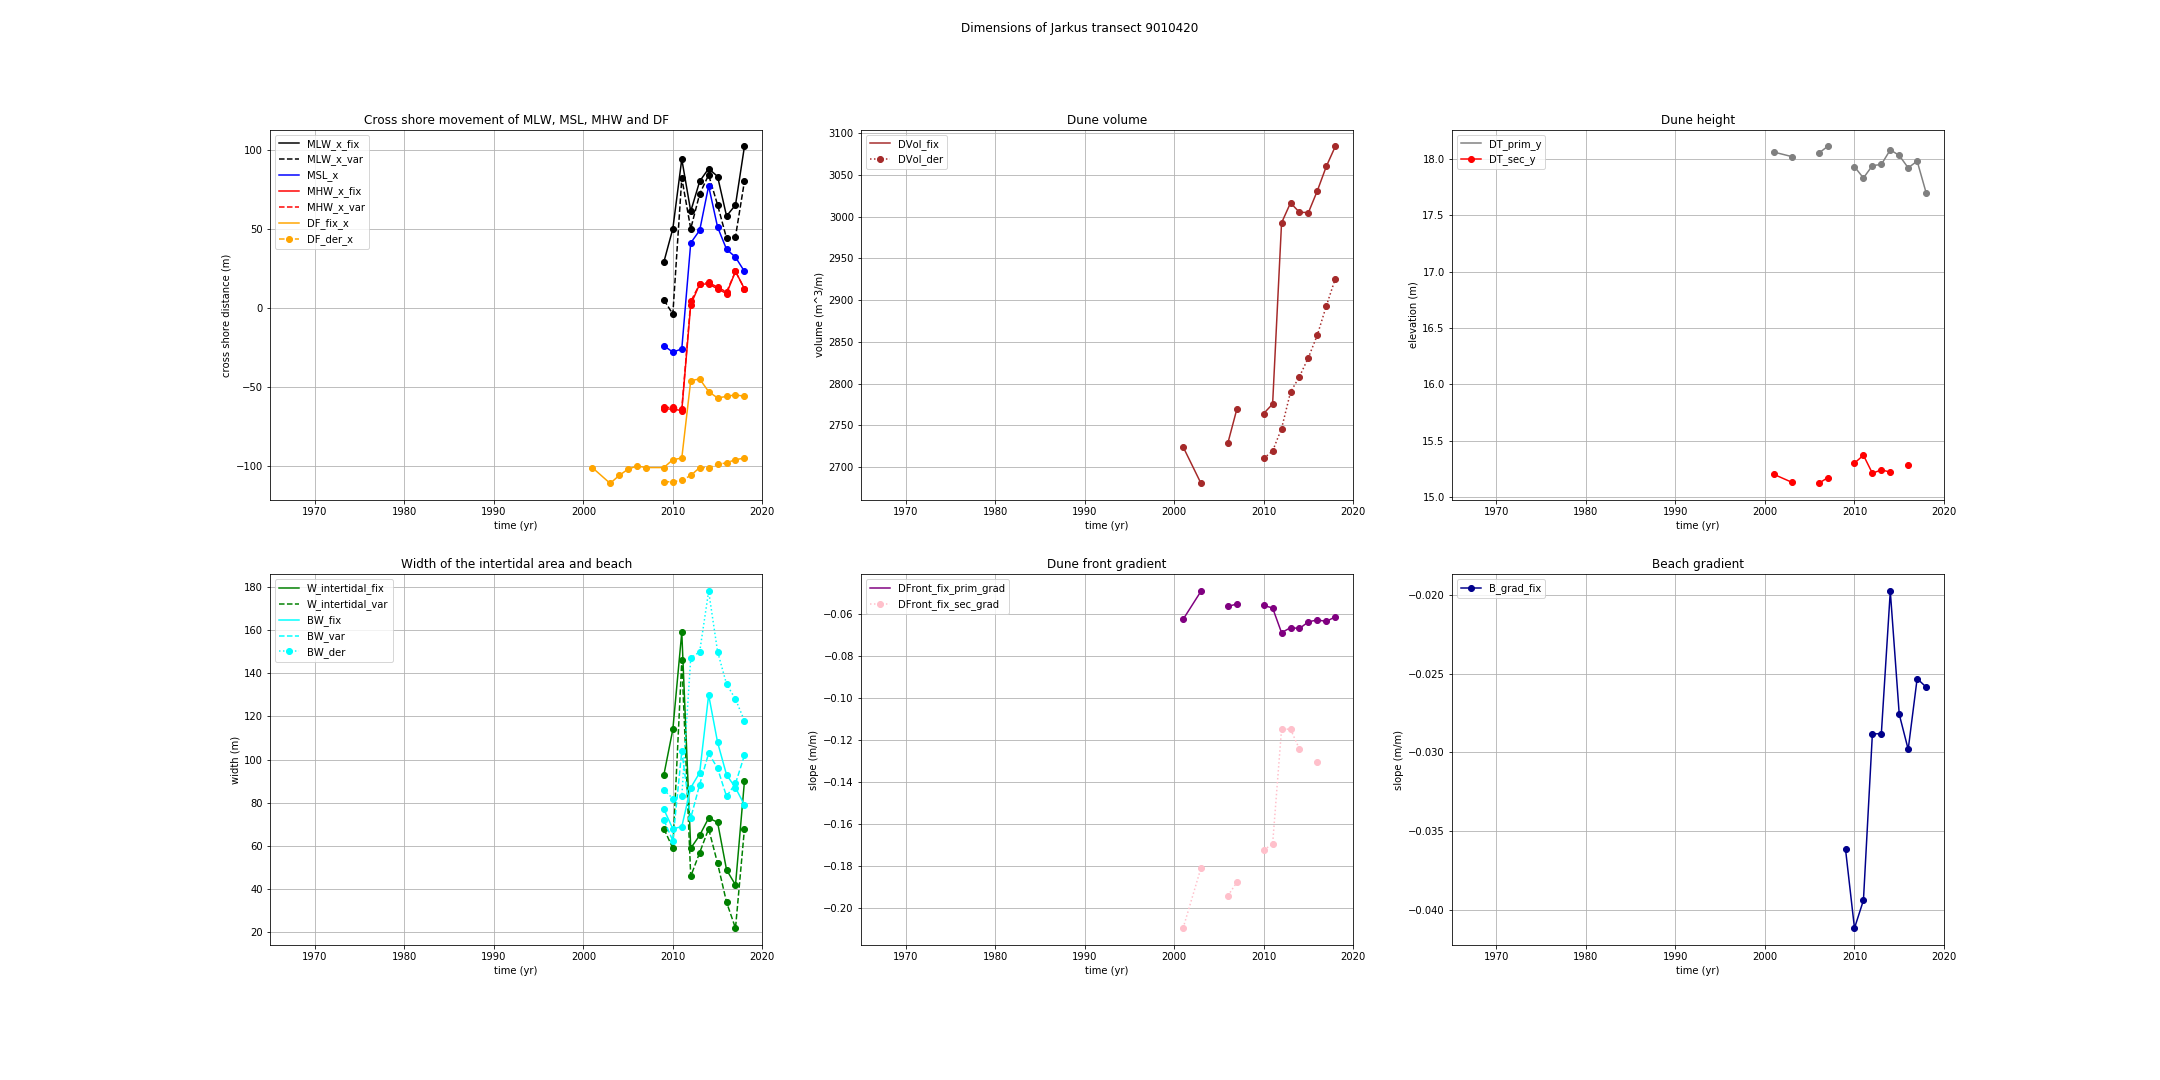 Dimensions of Jarkus transect 9010420
Cross shore movement of MLW, MSL, MHW and DF
MLW_x_fix
MLW_x_var
MSL_x
MHW_x_fix
MHW_x_var
DF_fix_x
DF_der_x
cross shore distance (m)
100
50
0
−50
−100
1970 1980 1990 2000 2010 2020
time (yr)
Dune volume
DVol_fix
DVol_der
volume (m^3/m)
3100
3050
3000
2950
2900
2850
2800
2750
2700
1970 1980 1990 2000 2010 2020
time (yr)
Dune height
DT_prim_y
DT_sec_y
elevation (m)
18.0
17.5
17.0
16.5
16.0
15.5
15.0
1970 1980 1990 2000 2010 2020
time (yr)
Width of the intertidal area and beach
W_intertidal_fix
W_intertidal_var
BW_fix
BW_var
BW_der
width (m)
180
160
140
120
100
80
60
40
20
1970 1980 1990 2000 2010 2020
time (yr)
Dune front gradient
DFront_fix_prim_grad
DFront_fix_sec_grad
slope (m/m)
−0.06
−0.08
−0.10
−0.12
−0.14
−0.16
−0.18
−0.20
1970 1980 1990 2000 2010 2020
time (yr)
Beach gradient
B_grad_fix
slope (m/m)
−0.020
−0.025
−0.030
−0.035
−0.040
1970 1980 1990 2000 2010 2020
time (yr)